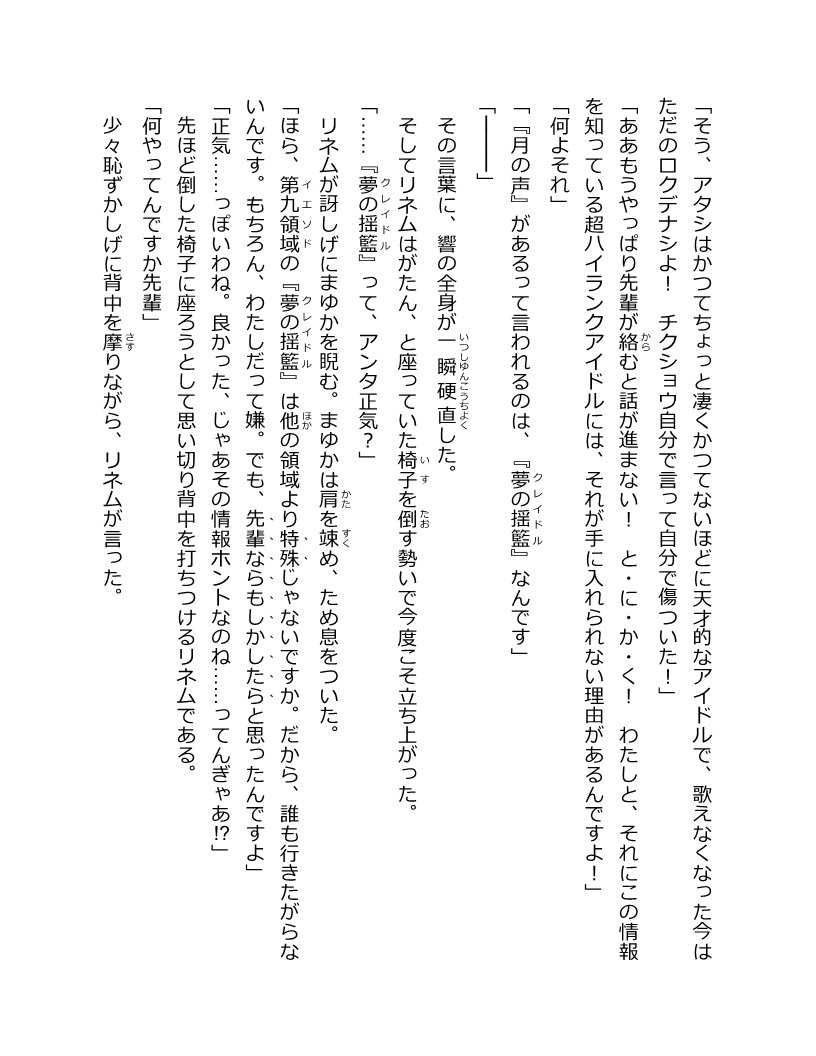 「そう、アタシはかつてちょっと凄くかつてないほどに天才的なアイドルで、歌えなくなった今は
ただのロクデナシよ！　チクショウ自分で言って自分で傷ついた！」
「ああもうやっぱり先輩が絡むと話が進まない！　と・に・か・く！　わたしと、それにこの情報
を知っている超ハイランクアイドルには、それが手に入れられない理由があるんですよ！」
「何よそれ」
「『月の声』があるって言われるのは、『夢の揺籃』なんです」
「――――」
その言葉に、響の全身が一瞬硬直した。
そしてリネムはがたん、と座っていた椅子を倒す勢いで今度こそ立ち上がった。
「……『夢の揺籃』って、アンタ正気？」
リネムが訝しげにまゆかを睨む。まゆかは肩を竦め、ため息をついた。
「ほら、第九領域の『夢の揺籃』は他の領域より特殊じゃないですか。だから、誰も行きたがらな
いんです。もちろん、わたしだって嫌。でも、先輩ならもしかしたらと思ったんですよ」
「正気……っぽいわね。良かった、じゃあその情報ホントなのね……ってんぎゃあ!?」
先ほど倒した椅子に座ろうとして思い切り背中を打ちつけるリネムである。
「何やってんですか先輩」
少々恥ずかしげに背中を摩りながら、リネムが言った。